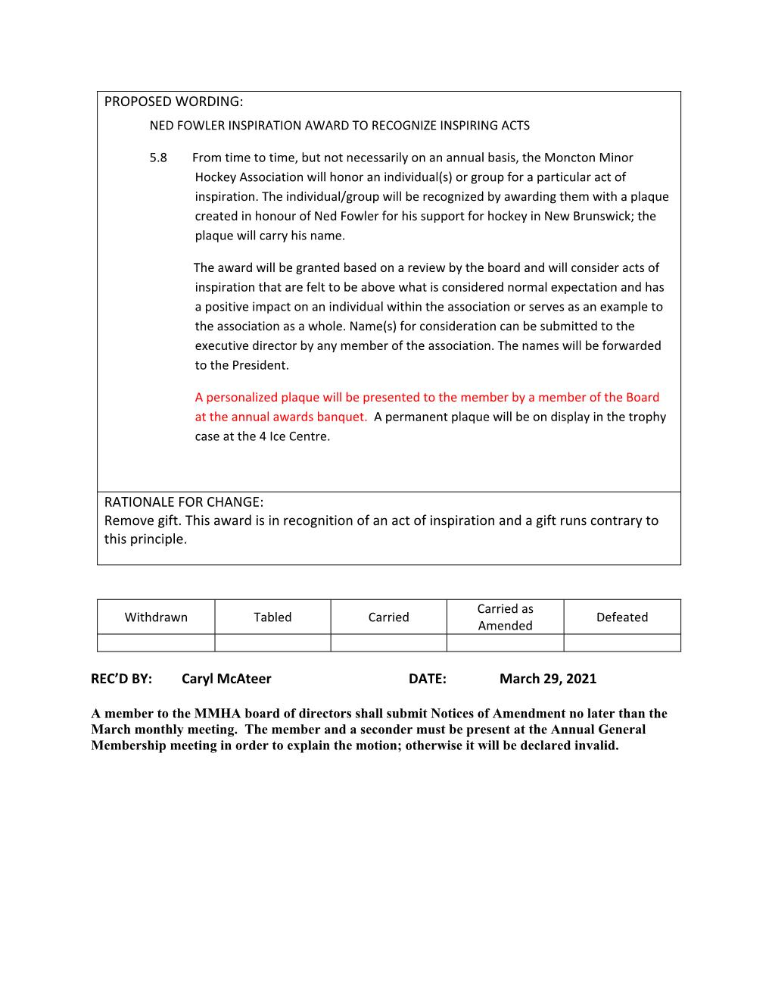 PROPOSED WORDING:
NED FOWLER INSPIRATION AWARD TO RECOGNIZE INSPIRING ACTS
5.8 From time to time, but not necessarily on an annual basis, the Moncton Minor
Hockey Association will honor an individual(s) or group for a particular act of
inspiration. The individual/group will be recognized by awarding them with a plaque
created in honour of Ned Fowler for his support for hockey in New Brunswick; the
plaque will carry his name.
The award will be granted based on a review by the board and will consider acts of
inspiration that are felt to be above what is considered normal expectation and has
a positive impact on an individual within the association or serves as an example to
the association as a whole. Name(s) for consideration can be submitted to the
executive director by any member of the association. The names will be forwarded
to the President.
A personalized plaque will be presented to the member by a member of the Board
at the annual awards banquet. A permanent plaque will be on display in the trophy
case at the 4 Ice Centre.
RATIONALE FOR CHANGE:
Remove gift. This award is in recognition of an act of inspiration and a gift runs contrary to
this principle.
Withdrawn Tabled Carried Carried as Amended Defeated
REC’D BY: Caryl McAteer DATE: March 29, 2021
A member to the MMHA board of directors shall submit Notices of Amendment no later than the
March monthly meeting. The member and a seconder must be present at the Annual General
Membership meeting in order to explain the motion; otherwise it will be declared invalid.